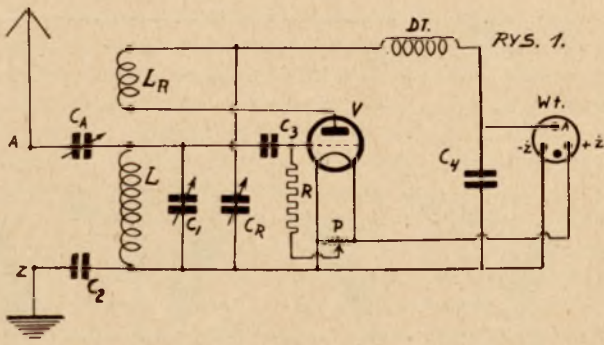 DT.
RYS. 1.
L_R
V
Wt.
C_A
C_3
A
A
-ż
+ż
L
C_1
C_R
R
P
C_4
Z
C_2